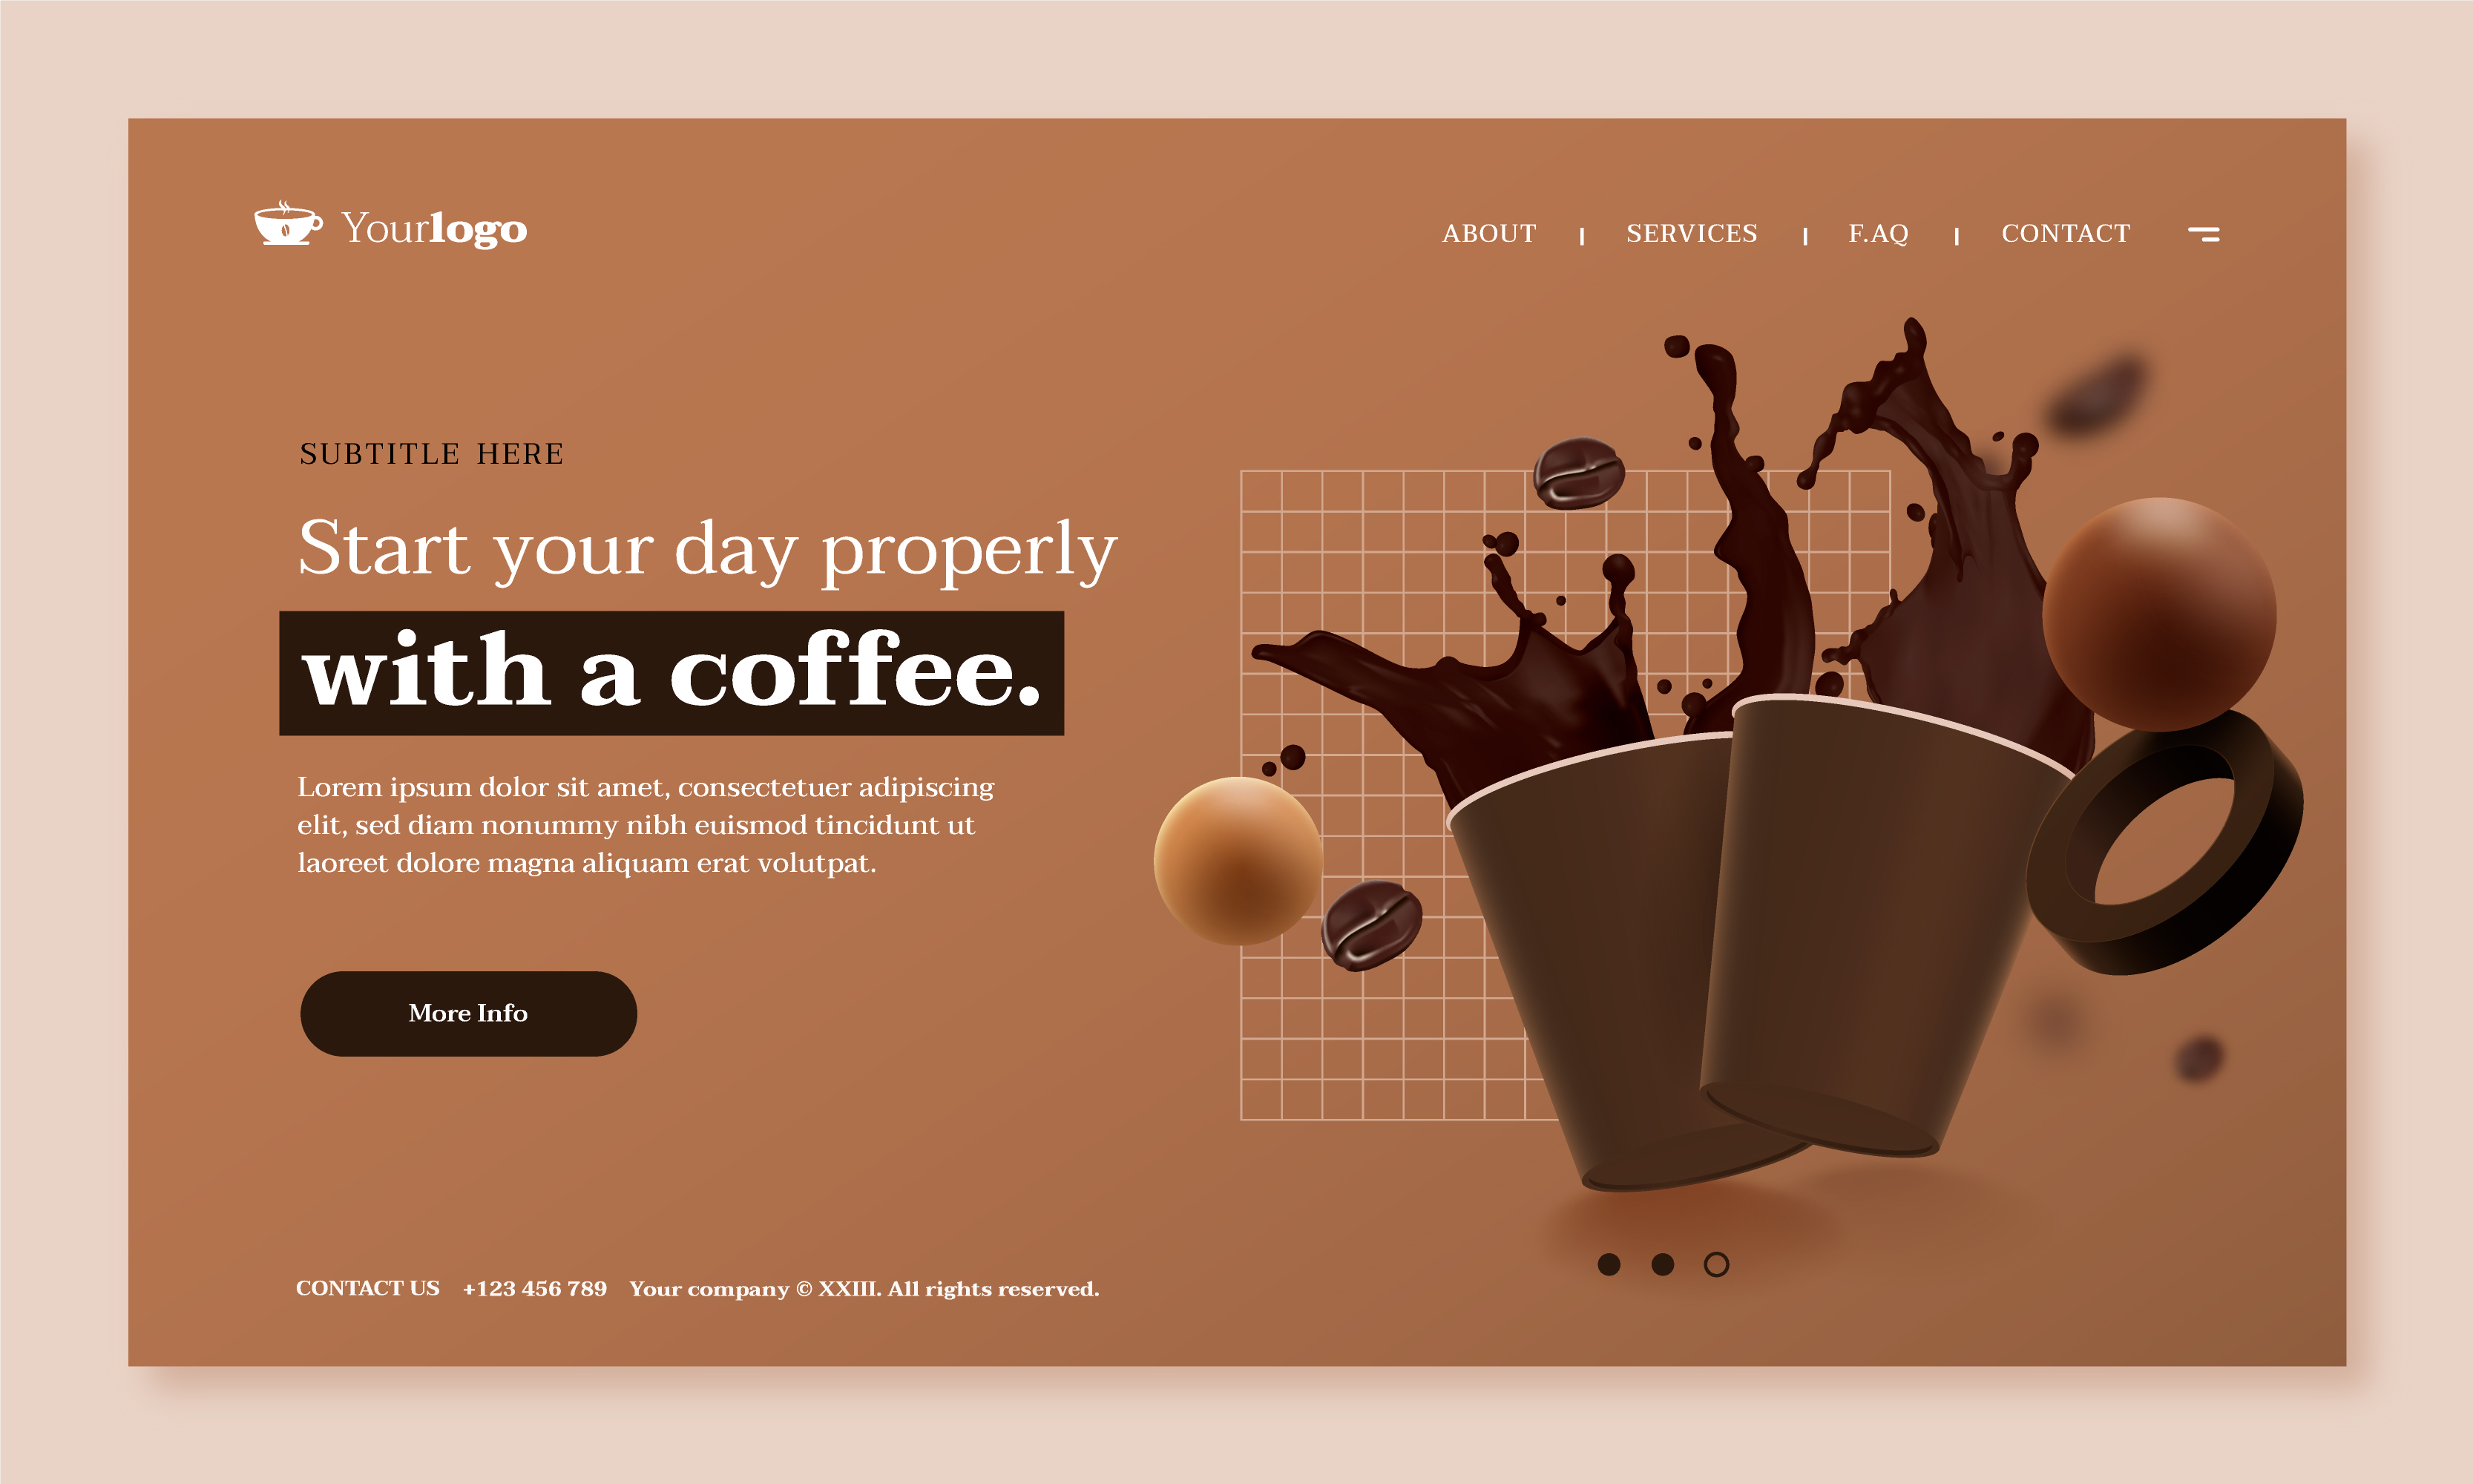 Yourlogo
ABOUT | SERVICES | F.AQ | CONTACT
SUBTITLE HERE
Start your day properly
with a coffee.
Lorem ipsum dolor sit amet, consectetuer adipiscing
elit, sed diam nonummy nibh euismod tincidunt ut
laoreet dolore magna aliquam erat volutpat.
More Info
CONTACT US +123 456 789 Your company © XXIII. All rights reserved.